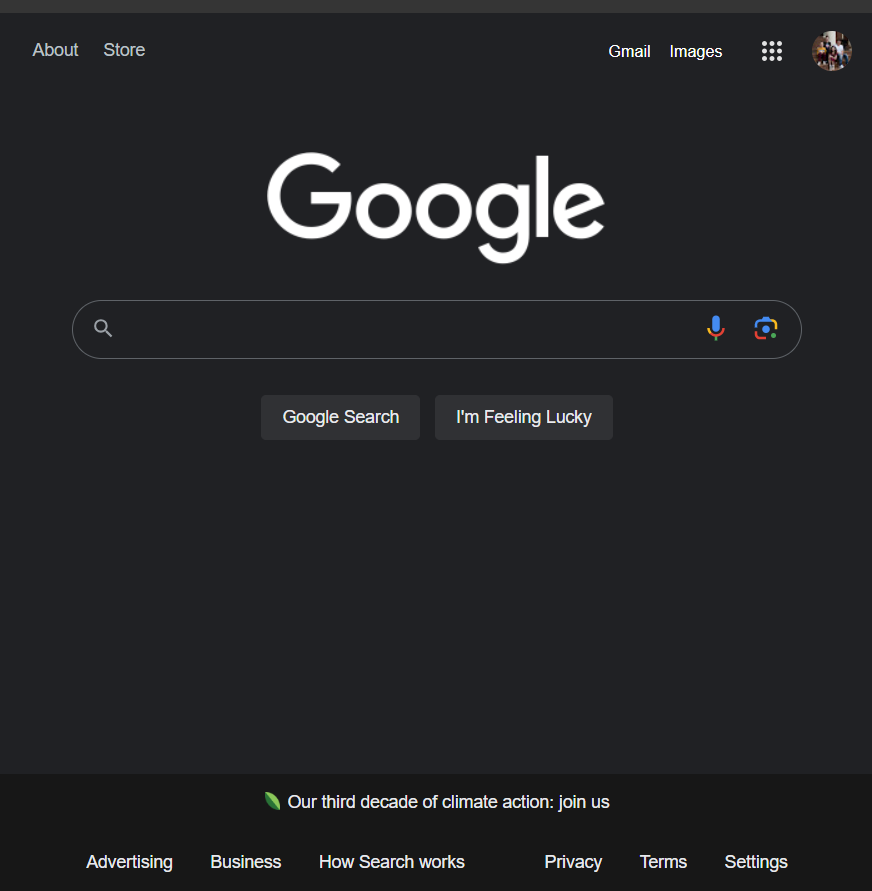 About Store Gmail Images
Google
Google Search I'm Feeling Lucky
Our third decade of climate action: join us
Advertising Business How Search works Privacy Terms Settings